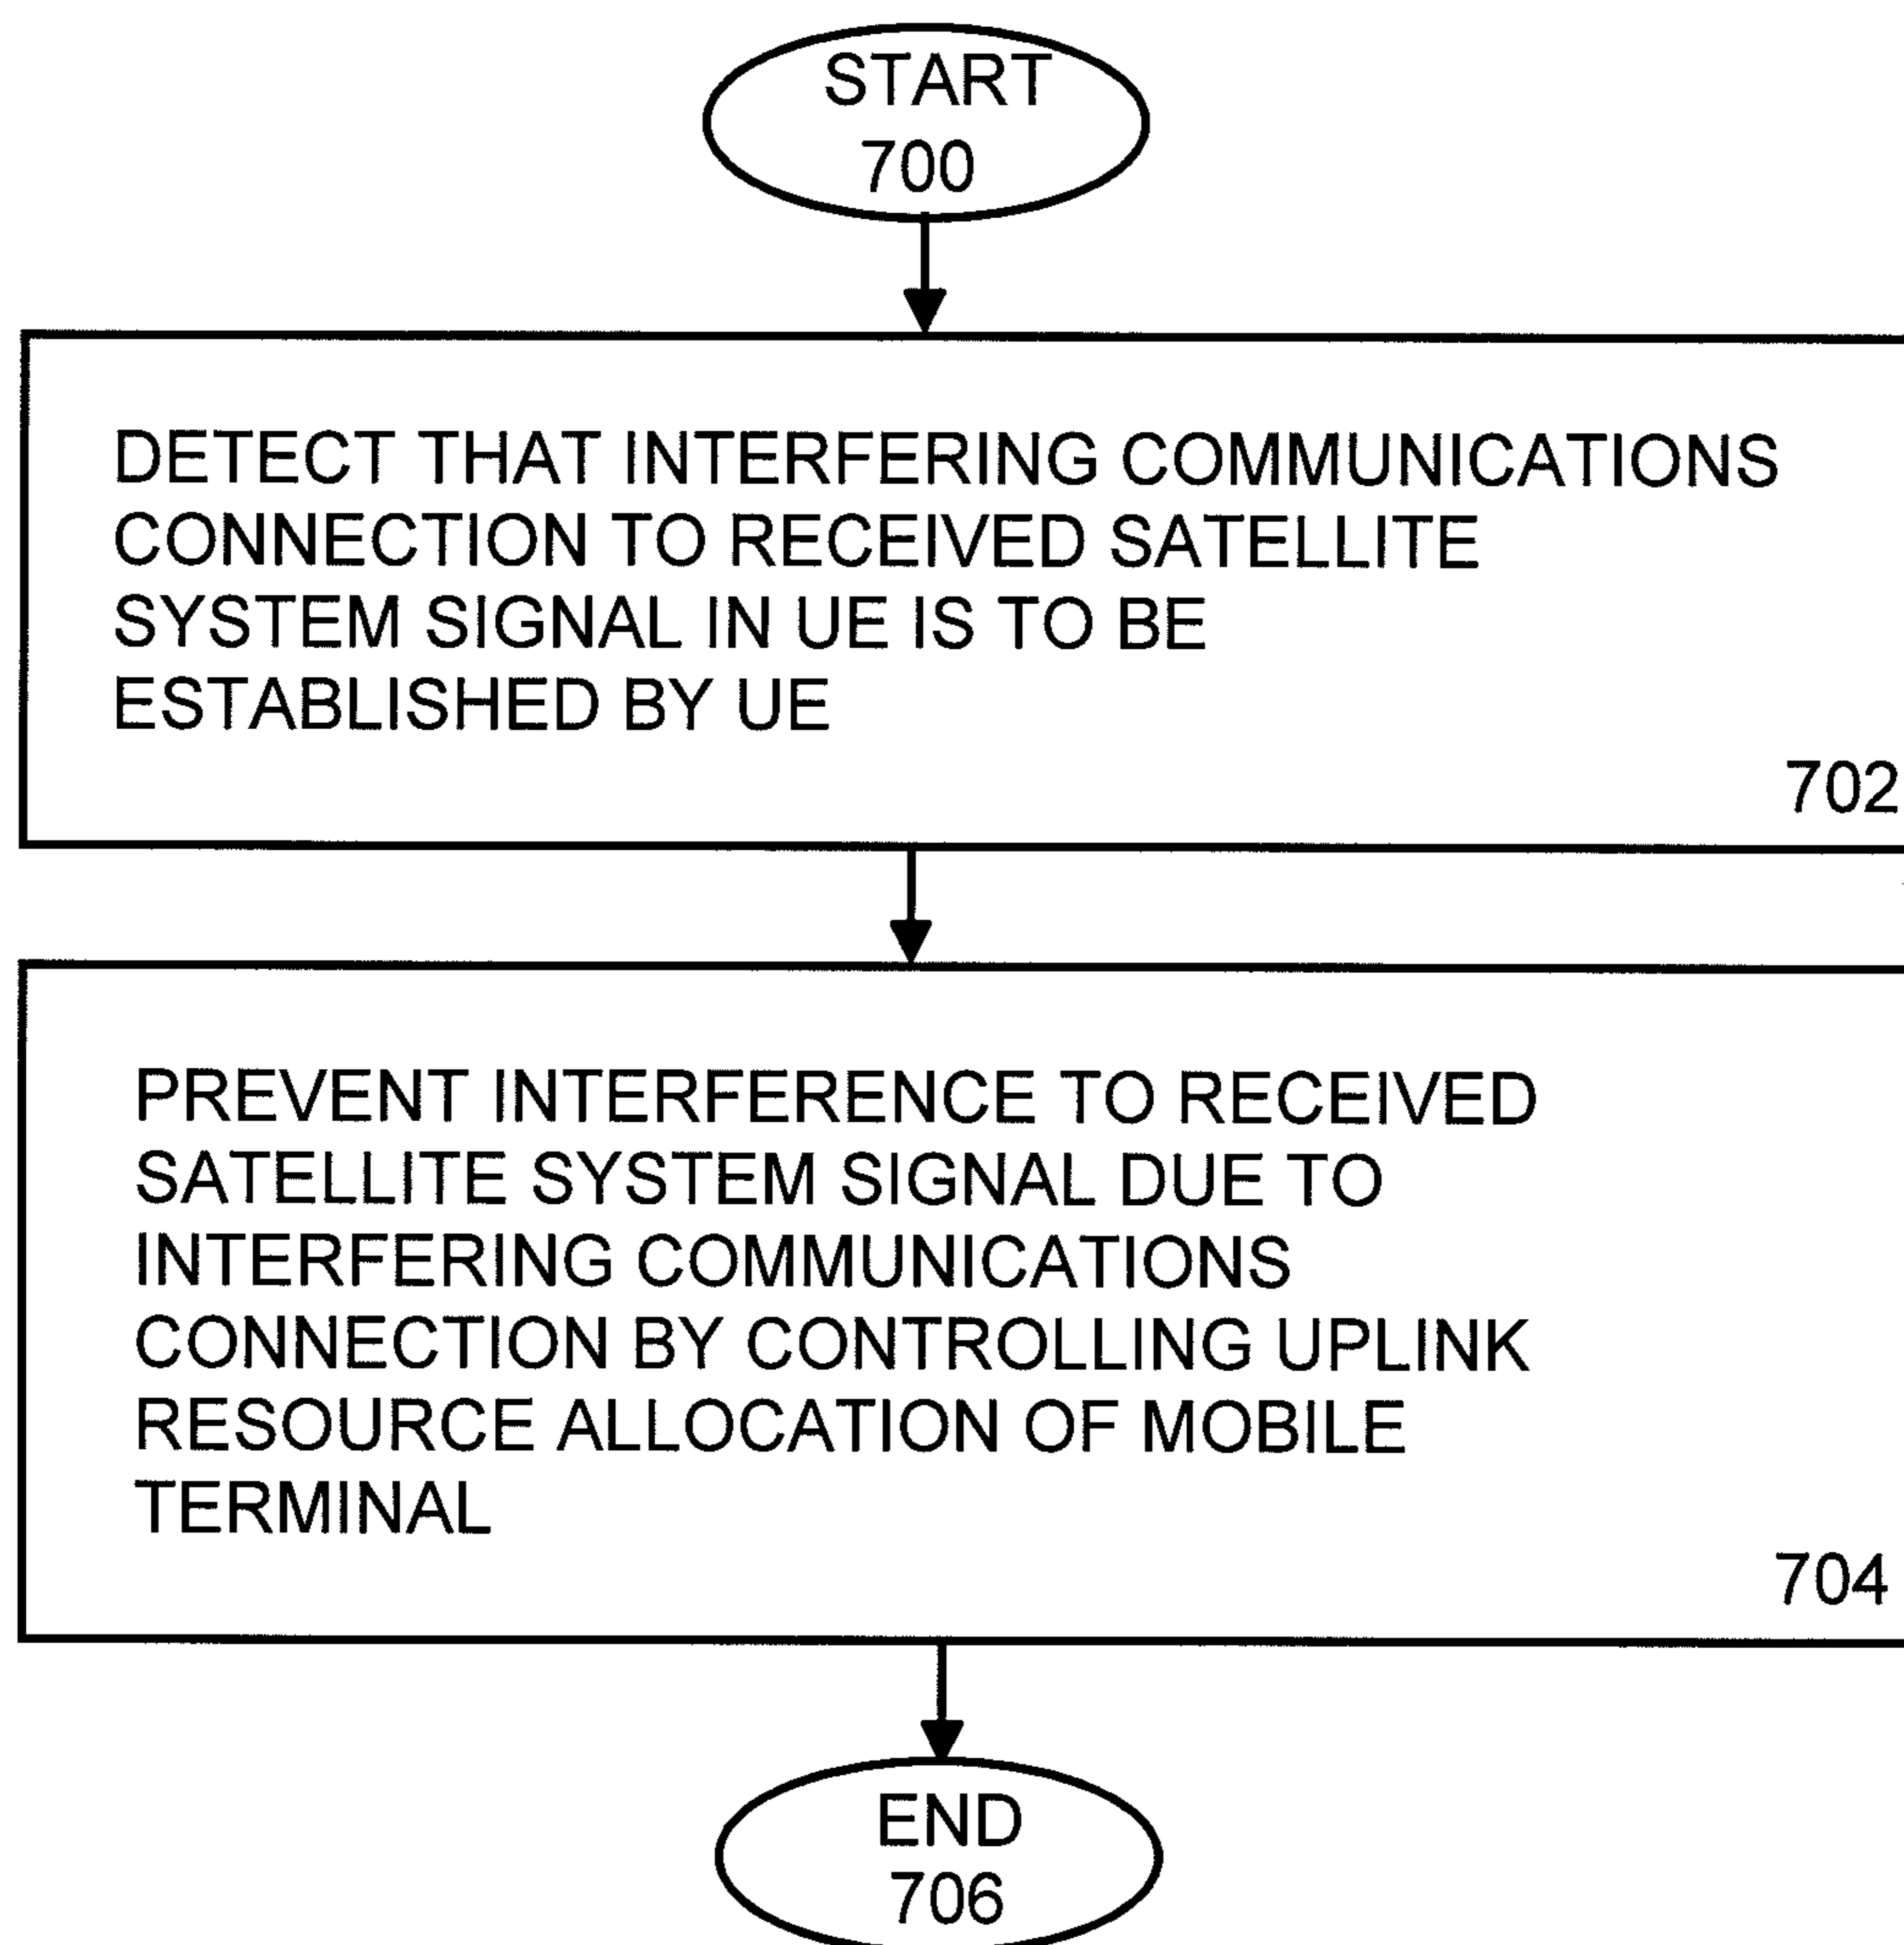 START
700
DETECT THAT INTERFERING COMMUNICATIONS
CONNECTION TO RECEIVED SATELLITE
SYSTEM SIGNAL IN UE IS TO BE
ESTABLISHED BY UE
702
PREVENT INTERFERENCE TO RECEIVED
SATELLITE SYSTEM SIGNAL DUE TO
INTERFERING COMMUNICATIONS
CONNECTION BY CONTROLLING UPLINK
RESOURCE ALLOCATION OF MOBILE
TERMINAL
704
END
706